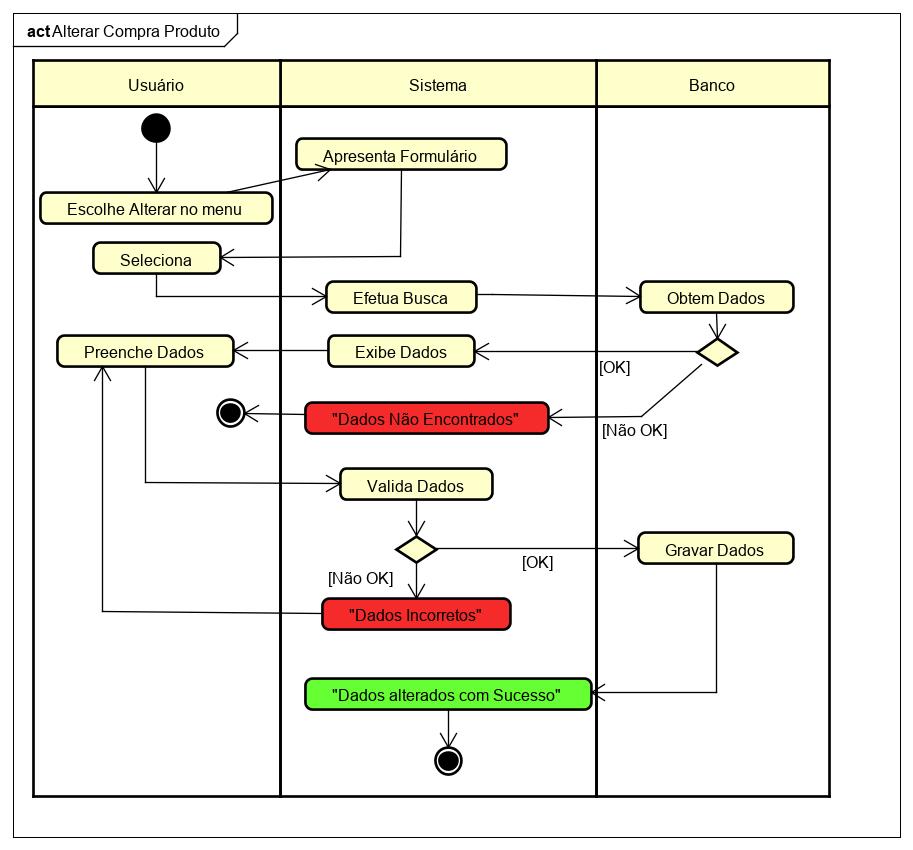 act Alterar Compra Produto
Usuário
Sistema
Banco
Apresenta Formulário
Escolhe Alterar no menu
Seleciona
Efetua Busca
Obtem Dados
Preenche Dados
Exibe Dados
[OK]
"Dados Não Encontrados"
[Não OK]
Valida Dados
Gravar Dados
[OK]
[Não OK]
"Dados Incorretos"
"Dados alterados com Sucesso"